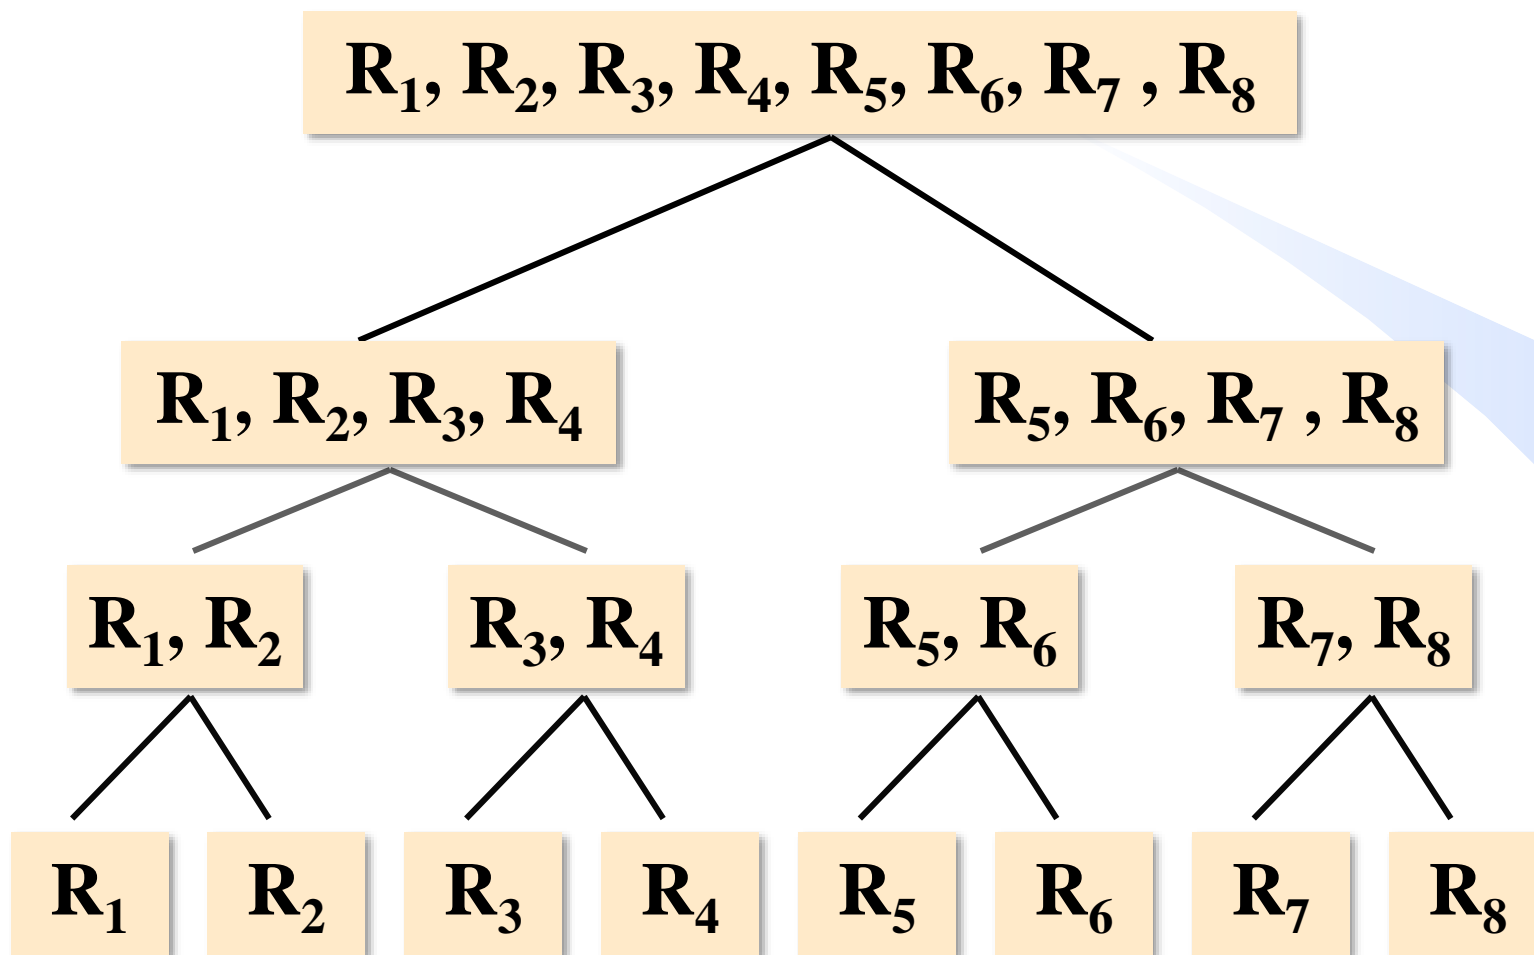 R₁, R₂, R₃, R₄, R₅, R₆, R₇ , R₈
R₁, R₂, R₃, R₄
R₅, R₆, R₇ , R₈
R₁, R₂
R₃, R₄
R₅, R₆
R₇, R₈
R₁
R₂
R₃
R₄
R₅
R₆
R₇
R₈